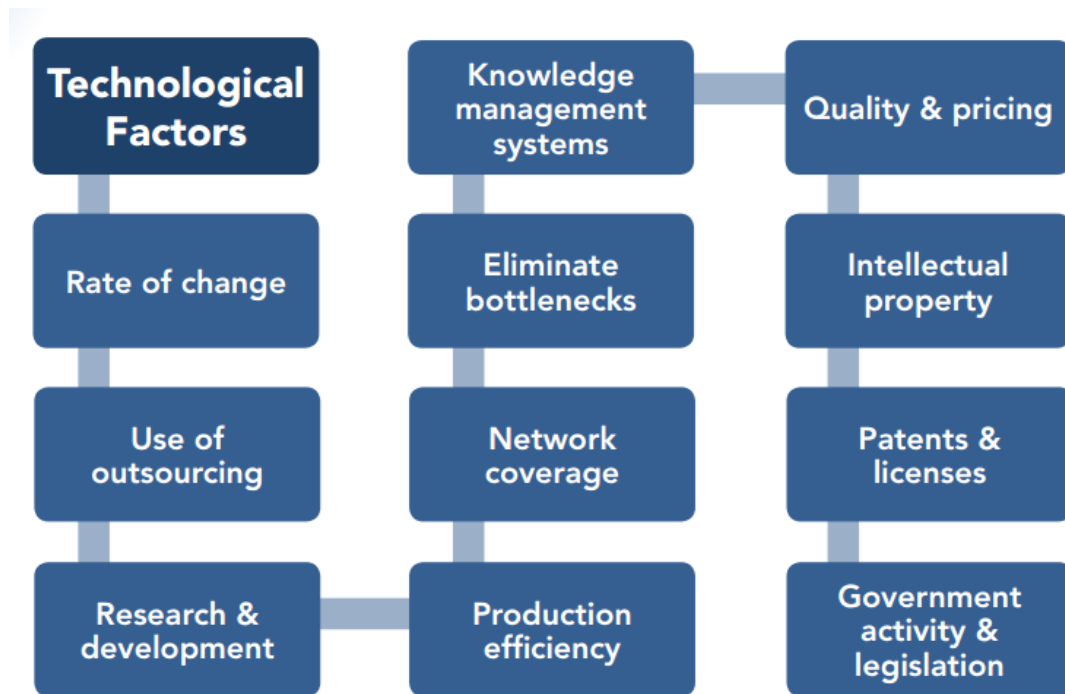 Technological
Factors
Rate of change
Use of
outsourcing
Research &
development
Production
efficiency
Network
coverage
Eliminate
bottlenecks
Knowledge
management
systems
Quality & pricing
Intellectual
property
Patents &
licenses
Government
activity &
legislation